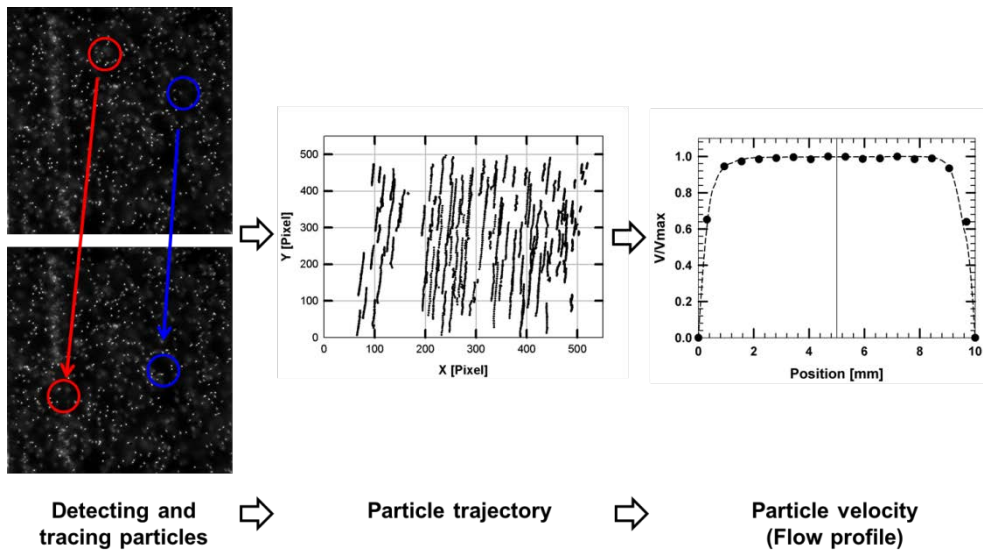 500
400
300
200
100
0
Y [Pixel]
0 100 200 300 400 500
X [Pixel]
1.0
0.8
0.6
0.4
0.2
0.0
V/Vmax
0 2 4 6 8 10
Position [mm]
Detecting and
tracing particles
Particle trajectory
Particle velocity
(Flow profile)